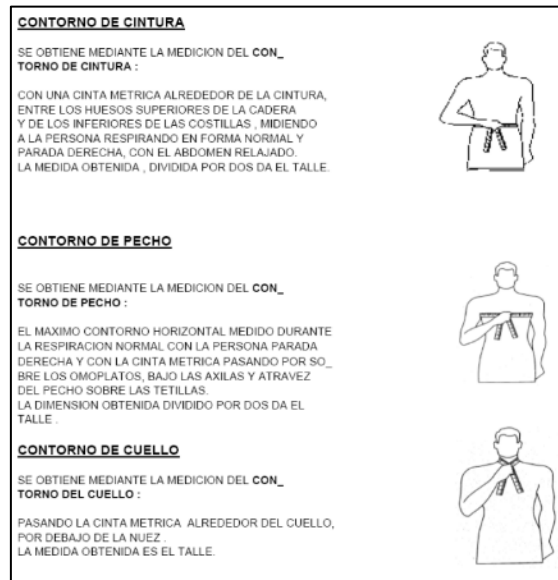 CONTORNO DE CINTURA
SE OBTIENE MEDIANTE LA MEDICION DEL CON_
TORNO DE CINTURA :
CON UNA CINTA METRICA ALREDEDOR DE LA CINTURA,
ENTRE LOS HUESOS SUPERIORES DE LA CADERA
Y DE LOS INFERIORES DE LAS COSTILLAS , MIDIENDO
A LA PERSONA RESPIRANDO EN FORMA NORMAL Y
PARADA DERECHA, CON EL ABDOMEN RELAJADO.
LA MEDIDA OBTENIDA , DIVIDIDA POR DOS DA EL TALLE.
CONTORNO DE PECHO
SE OBTIENE MEDIANTE LA MEDICION DEL CON_
TORNO DE PECHO :
EL MAXIMO CONTORNO HORIZONTAL MEDIDO DURANTE
LA RESPIRACION NORMAL CON LA PERSONA PARADA
DERECHA Y CON LA CINTA METRICA PASANDO POR SO_
BRE LOS OMOPLATOS, BAJO LAS AXILAS Y ATRAVEZ
DEL PECHO SOBRE LAS TETILLAS.
LA DIMENSION OBTENIDA DIVIDIDO POR DOS DA EL
TALLE .
CONTORNO DE CUELLO
SE OBTIENE MEDIANTE LA MEDICION DEL CON_
TORNO DEL CUELLO :
PASANDO LA CINTA METRICA ALREDEDOR DEL CUELLO,
POR DEBAJO DE LA NUEZ .
LA MEDIDA OBTENIDA ES EL TALLE.